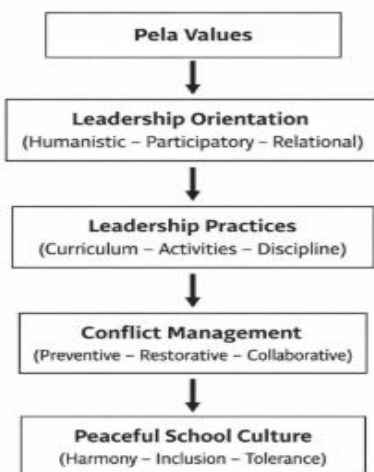 Pela Values
Leadership Orientation
(Humanistic – Participatory – Relational)
Leadership Practices
(Curriculum – Activities – Discipline)
Conflict Management
(Preventive – Restorative – Collaborative)
Peaceful School Culture
(Harmony – Inclusion – Tolerance)